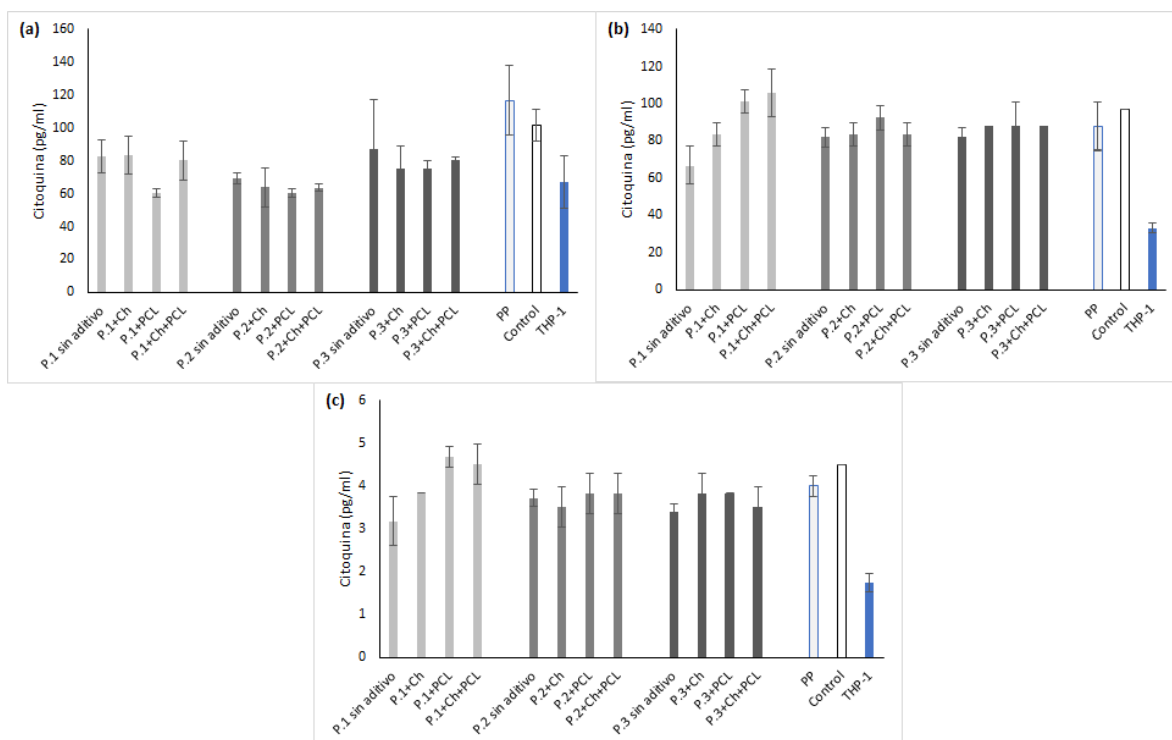 (a)
Citoquina (pg/ml)
160
140
120
100
80
60
40
20
0
P.1 sin aditivo
P.1+Ch
P.1+PCL
P.1+Ch+PCL
P.2 sin aditivo
P.2+Ch
P.2+PCL
P.2+Ch+PCL
P.3 sin aditivo
P.3+Ch
P.3+PCL
P.3+Ch+PCL
PP
Control
THP-1
(b)
Citoquina (pg/ml)
140
120
100
80
60
40
20
0
P.1 sin aditivo
P.1+Ch
P.1+PCL
P.1+Ch+PCL
P.2 sin aditivo
P.2+Ch
P.2+PCL
P.2+Ch+PCL
P.3 sin aditivo
P.3+Ch
P.3+PCL
P.3+Ch+PCL
PP
Control
THP-1
(c)
Citoquina (pg/ml)
6
5
4
3
2
1
0
P.1 sin aditivo
P.1+Ch
P.1+PCL
P.1+Ch+PCL
P.2 sin aditivo
P.2+Ch
P.2+PCL
P.2+Ch+PCL
P.3 sin aditivo
P.3+Ch
P.3+PCL
P.3+Ch+PCL
PP
Control
THP-1